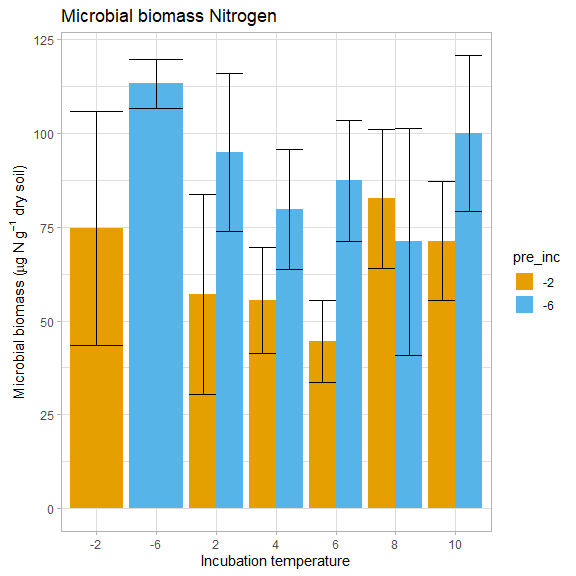 Microbial biomass Nitrogen
Microbial biomass (μg N g⁻¹ dry soil)
125
100
75
50
25
0
-2 -6 2 4 6 8 10
Incubation temperature
pre_inc
-2
-6